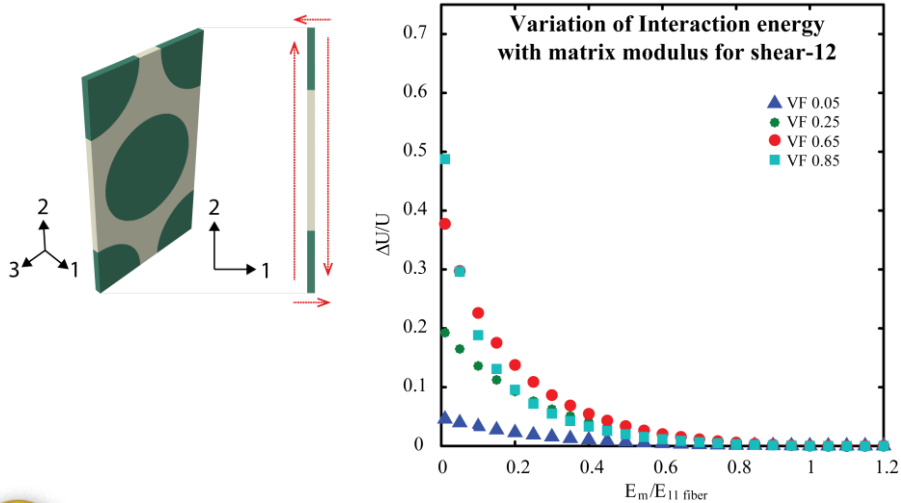 Variation of Interaction energy
with matrix modulus for shear-12
2
3
1
2
1
ΔU/U
0.7
0.6
0.5
0.4
0.3
0.2
0.1
0
VF 0.05
VF 0.25
VF 0.65
VF 0.85
0 0.2 0.4 0.6 0.8 1 1.2
Em/E11 fiber